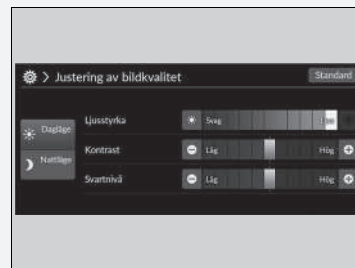 > Justering av bildkvalitet
Standard
Dagläge
Nattläge
Ljusstyrka
Svag
Kontrast
Låg
Hög
Svartnivå
Låg
Hög